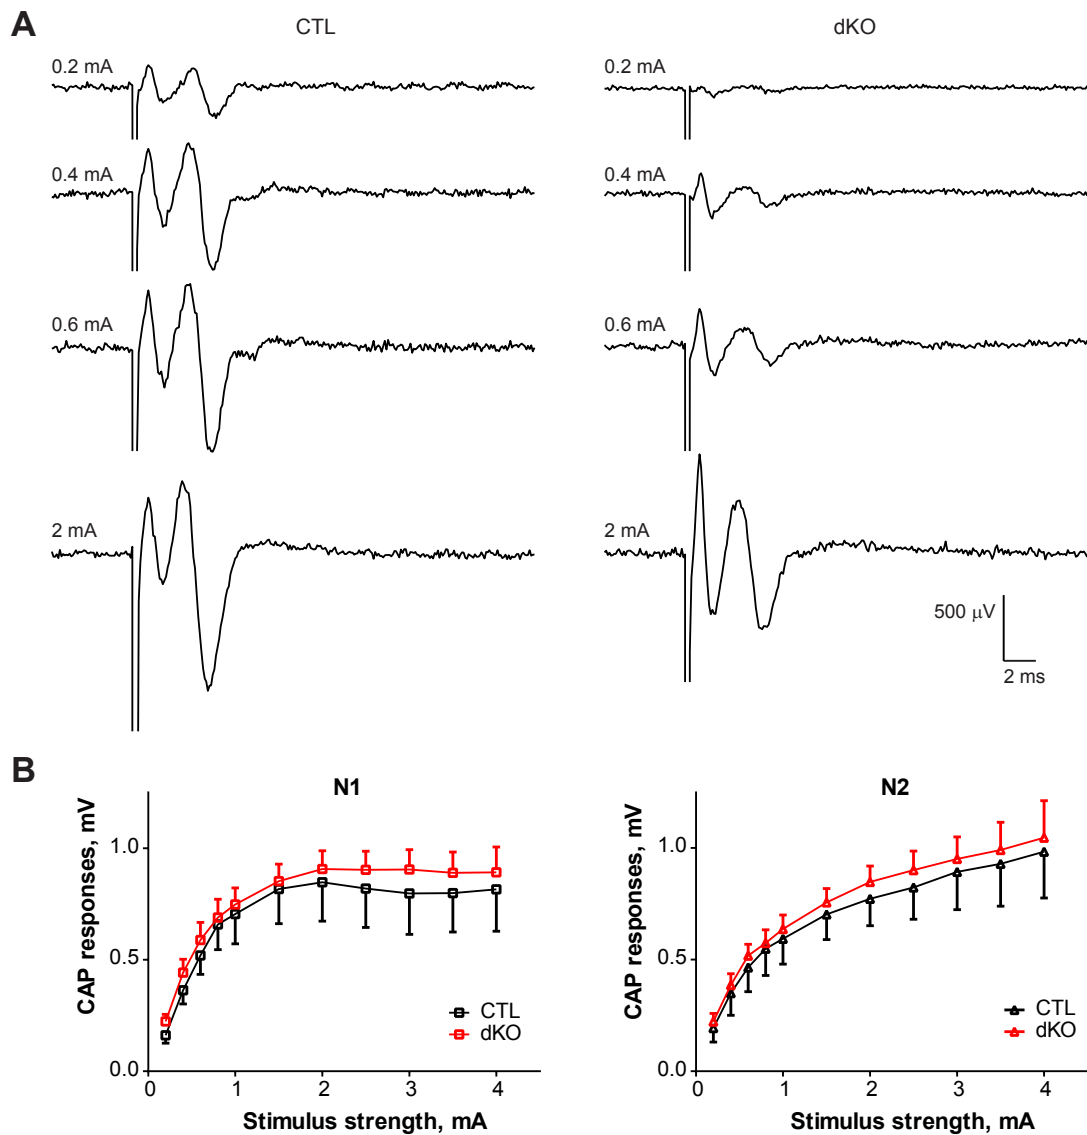 A
CTL
dKO
0.2 mA
0.2 mA
0.4 mA
0.4 mA
0.6 mA
0.6 mA
2 mA
2 mA
500 μV
2 ms
B
N1
CAP responses, mV
1.0
0.5
0.0
0 1 2 3 4
Stimulus strength, mA
CTL
dKO
N2
CAP responses, mV
1.0
0.5
0.0
0 1 2 3 4
Stimulus strength, mA
CTL
dKO